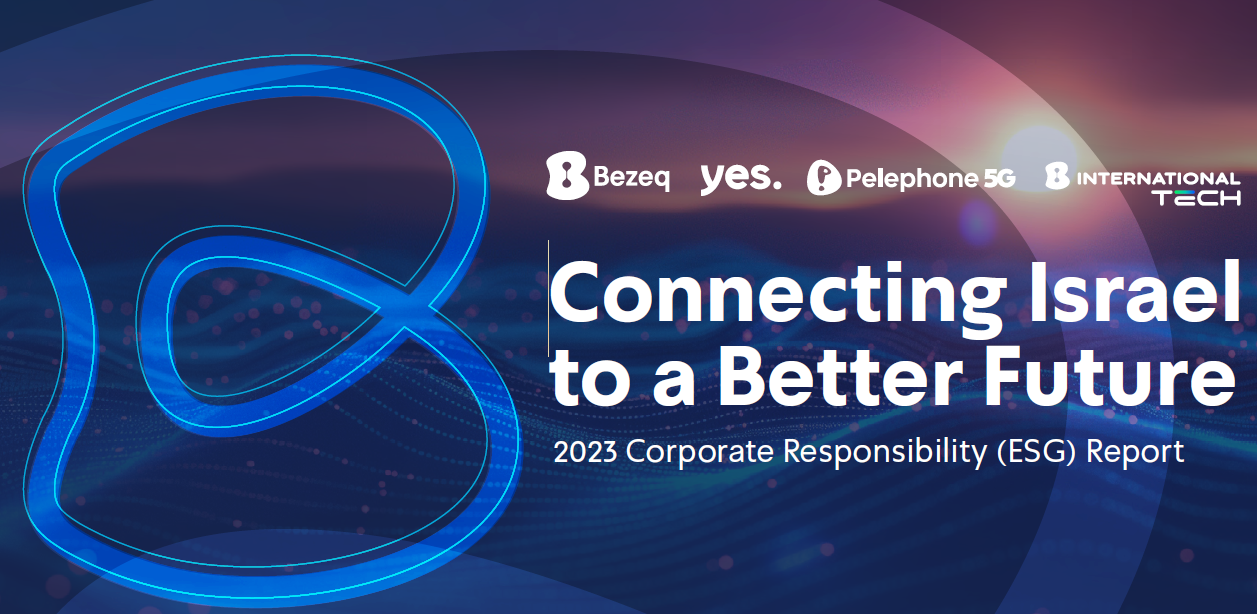 Bezeq yes. Pelephone 5G INTERNATIONAL
TECH
Connecting Israel
to a Better Future
2023 Corporate Responsibility (ESG) Report